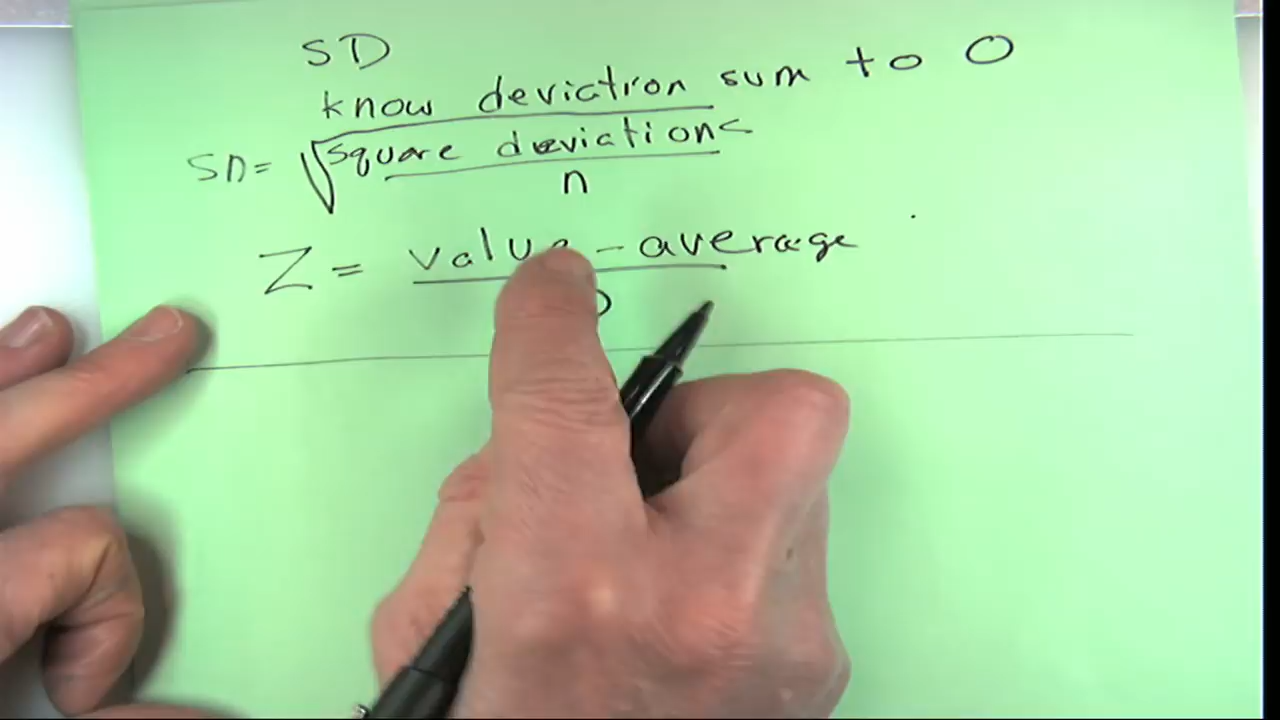 SD
know deviation sum to 0
SD = √square deviations
n
Z = value - average